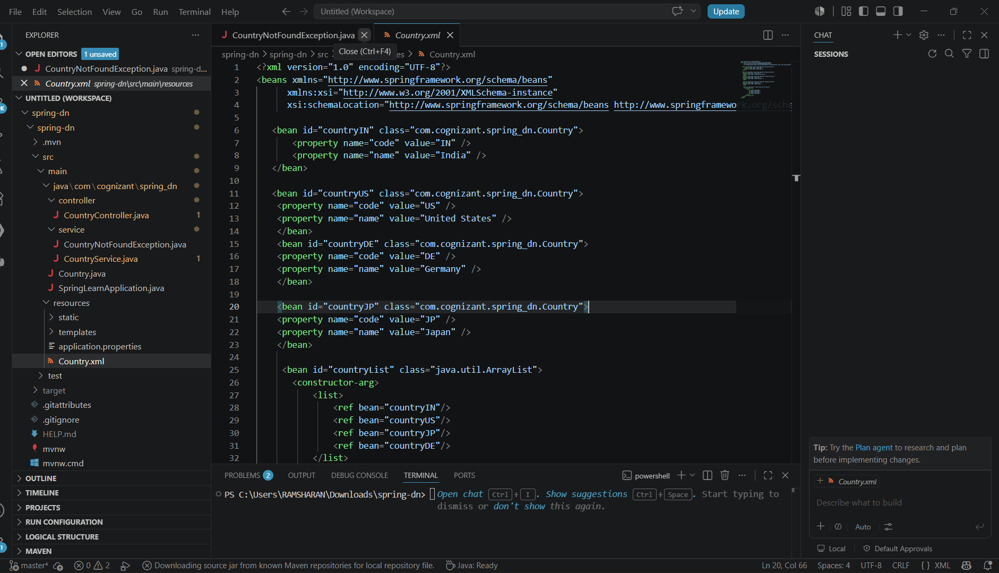 File Edit Selection View Go Run Terminal Help
Untitled (Workspace)
Update
EXPLORER
OPEN EDITORS 1 unsaved
CountryNotFoundException.java spring-d...
Country.xml spring-dn\src\main\resources
UNTITLED (WORKSPACE)
spring-dn
spring-dn
.mvn
src
main
java\com\cognizant\spring_dn
controller
CountryController.java 1
service
CountryNotFoundException.java
CountryService.java 1
Country.java
SpringLearnApplication.java
resources
static
templates
application.properties
Country.xml
test
target
.gitattributes
.gitignore
HELP.md
mvnw
mvnw.cmd
OUTLINE
TIMELINE
PROJECTS
RUN CONFIGURATION
LOGICAL STRUCTURE
MAVEN
CountryNotFoundException.java Country.xml
Close (Ctrl+F4)
spring-dn > spring-dn > src > es > Country.xml
1 <?xml version="1.0" encoding="UTF-8"?>
2 <beans xmlns="http://www.springframework.org/schema/beans"
3 xmlns:xsi="http://www.w3.org/2001/XMLSchema-instance"
4 xsi:schemaLocation="http://www.springframework.org/schema/beans http://www.springframework.org/sche
5
6 <bean id="countryIN" class="com.cognizant.spring_dn.Country">
7 <property name="code" value="IN" />
8 <property name="name" value="India" />
9 </bean>
10
11 <bean id="countryUS" class="com.cognizant.spring_dn.Country">
12 <property name="code" value="US" />
13 <property name="name" value="United States" />
14 </bean>
15 <bean id="countryDE" class="com.cognizant.spring_dn.Country">
16 <property name="code" value="DE" />
17 <property name="name" value="Germany" />
18 </bean>
19
20 <bean id="countryJP" class="com.cognizant.spring_dn.Country">
21 <property name="code" value="JP" />
22 <property name="name" value="Japan" />
23 </bean>
24
25 <bean id="countryList" class="java.util.ArrayList">
26 <constructor-arg>
27 <list>
28 <ref bean="countryIN"/>
29 <ref bean="countryUS"/>
30 <ref bean="countryJP"/>
31 <ref bean="countryDE"/>
32 </list>
PROBLEMS 2 OUTPUT DEBUG CONSOLE TERMINAL PORTS
powershell
PS C:\Users\RAMSHARAN\Downloads\spring-dn> Open chat Ctrl + I . Show suggestions Ctrl + Space . Start typing to
dismiss or don't show this again.
CHAT
SESSIONS
Tip: Try the Plan agent to research and plan
before implementing changes.
Country.xml
Describe what to build
Auto
Local Default Approvals
master* 0 2 Downloading source jar from known Maven repositories for local repository file. Java: Ready
Ln 20, Col 66 Spaces: 4 UTF-8 CRLF { } XML